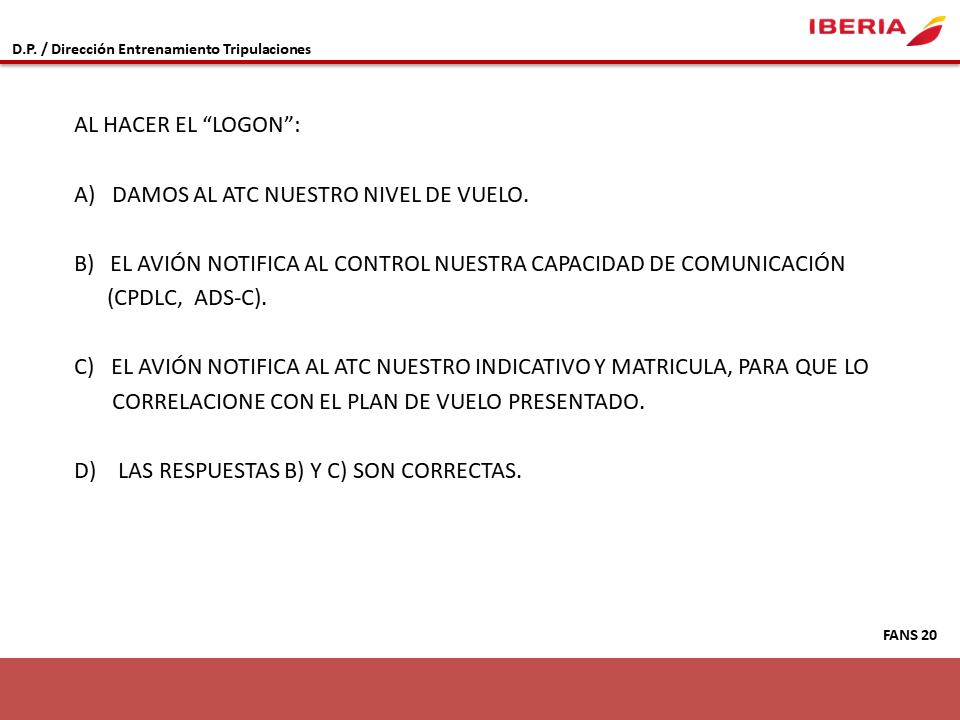 D.P. / Dirección Entrenamiento Tripulaciones
IBERIA
AL HACER EL “LOGON”:
A) DAMOS AL ATC NUESTRO NIVEL DE VUELO.
B) EL AVIÓN NOTIFICA AL CONTROL NUESTRA CAPACIDAD DE COMUNICACIÓN
(CPDLC, ADS-C).
C) EL AVIÓN NOTIFICA AL ATC NUESTRO INDICATIVO Y MATRICULA, PARA QUE LO
CORRELACIONE CON EL PLAN DE VUELO PRESENTADO.
D) LAS RESPUESTAS B) Y C) SON CORRECTAS.
FANS 20